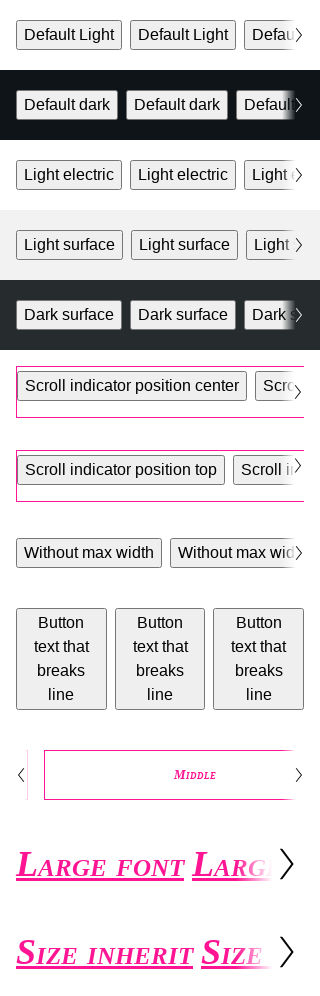 Default Light Default Light Defau
Default dark Default dark Default
Light electric Light electric Light
Light surface Light surface Light
Dark surface Dark surface Dark
Scroll indicator position center Scro
Scroll indicator position top Scroll in
Without max width Without max wid
Button Button Button
text that text that text that
breaks breaks breaks
line line line
Middle
Large font Larg
Size inherit Size